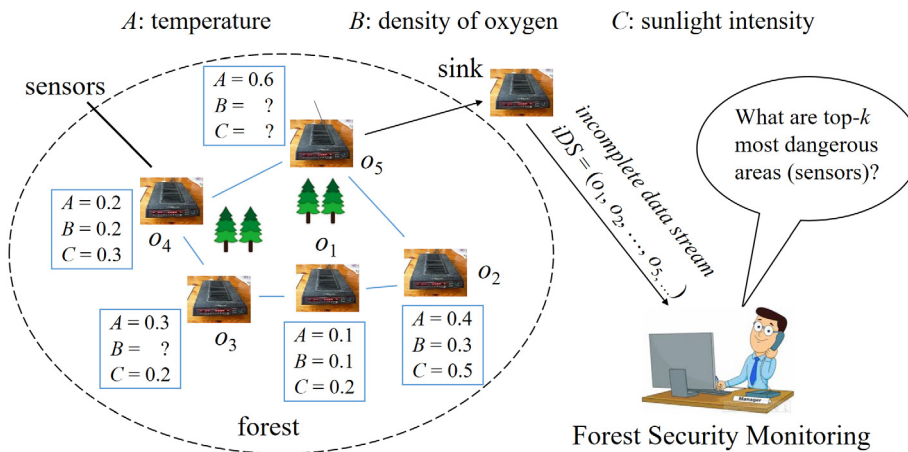 A: temperature
B: density of oxygen
C: sunlight intensity
sensors
A = 0.6
B = ?
C = ?
sink
o5
incomplete data stream
iDS = (o1, o2, …, o5, …)
What are top-k
most dangerous
areas (sensors)?
A = 0.2
B = 0.2
C = 0.3
o4
o1
o2
o3
A = 0.3
B = ?
C = 0.2
A = 0.1
B = 0.1
C = 0.2
A = 0.4
B = 0.3
C = 0.5
Manager
forest
Forest Security Monitoring